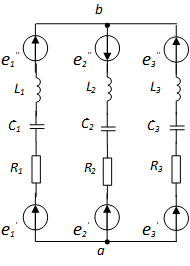 b
e₁'' e₂'' e₃''
L₁ L₂ L₃
C₁ C₂ C₃
R₁ R₂ R₃
e₁' e₂' e₃'
a